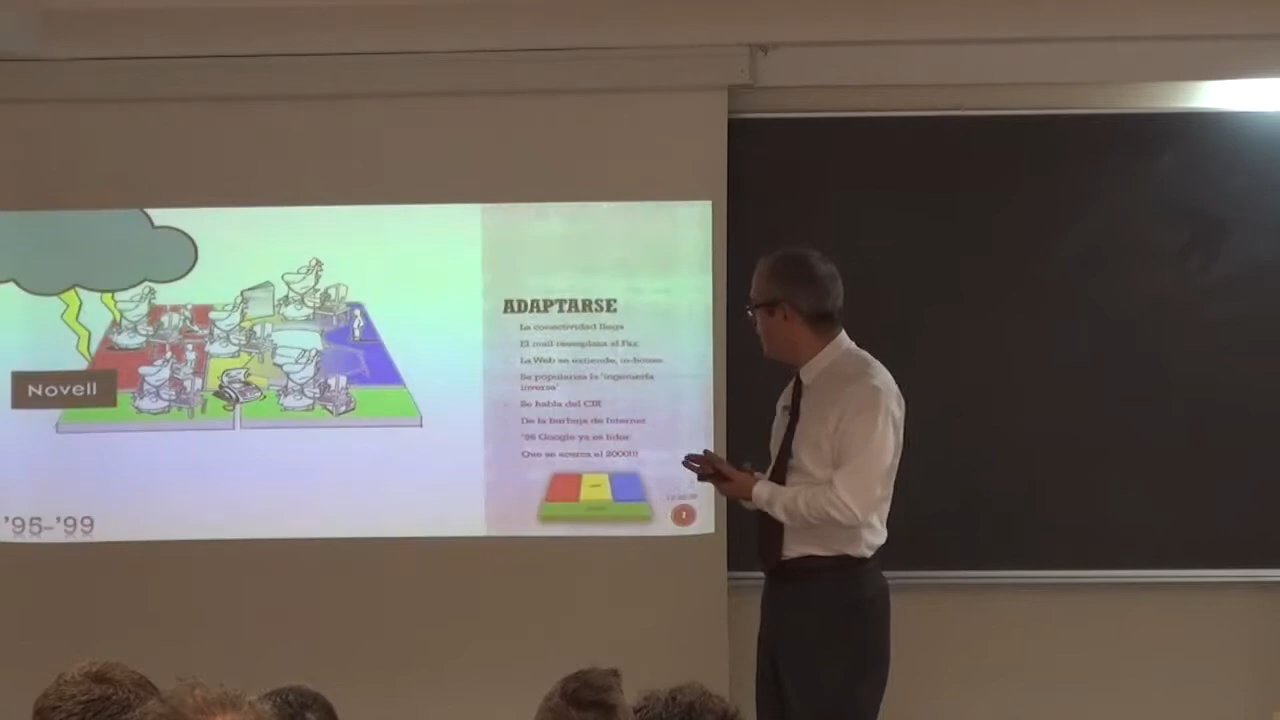 Novell
'95-'99
ADAPTARSE
La conectividad llega
El mail reemplaza al Fax
La Web se extiende, in-house
Se populariza la 'ingeniería
inversa'
Se habla del CIR
De la burbuja de Internet
'98 Google ya es líder
Que se acerca el 2000!!!